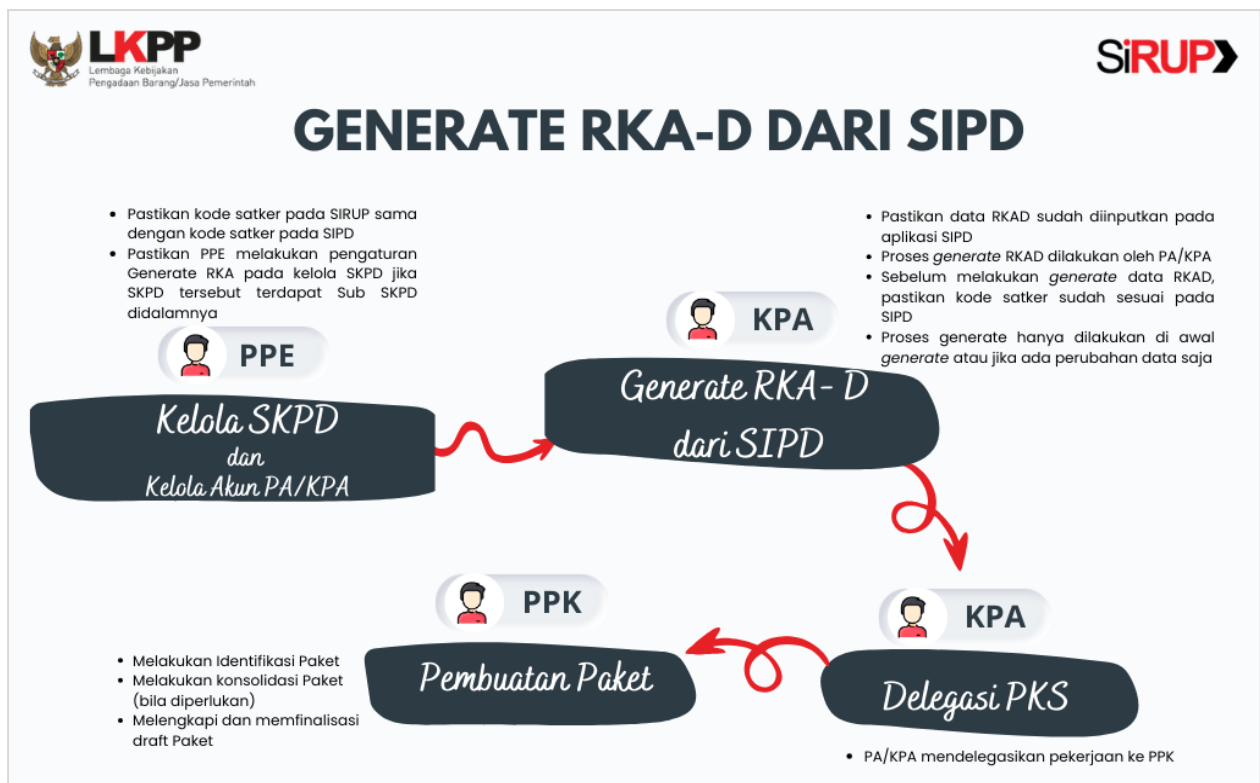 LKPP
Lembaga Kebijakan
Pengadaan Barang/Jasa Pemerintah
SiRUP
GENERATE RKA-D DARI SIPD
• Pastikan kode satker pada SIRUP sama
dengan kode satker pada SIPD
• Pastikan PPE melakukan pengaturan
Generate RKA pada kelola SKPD jika
SKPD tersebut terdapat Sub SKPD
didalamnya
PPE
Kelola SKPD
dan
Kelola Akun PA/KPA
• Pastikan data RKAD sudah diinputkan pada
aplikasi SIPD
• Proses generate RKAD dilakukan oleh PA/KPA
• Sebelum melakukan generate data RKAD,
pastikan kode satker sudah sesuai pada
SIPD
• Proses generate hanya dilakukan di awal
generate atau jika ada perubahan data saja
KPA
Generate RKA- D
dari SIPD
KPA
Delegasi PKS
• PA/KPA mendelegasikan pekerjaan ke PPK
PPK
Pembuatan Paket
• Melakukan Identifikasi Paket
• Melakukan konsolidasi Paket
(bila diperlukan)
• Melengkapi dan memfinalisasi
draft Paket